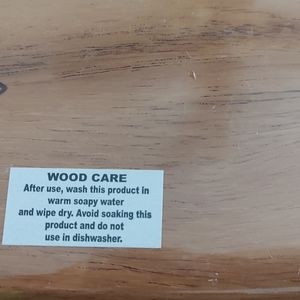 WOOD CARE
After use, wash this product in
warm soapy water
and wipe dry. Avoid soaking this
product and do not
use in dishwasher.